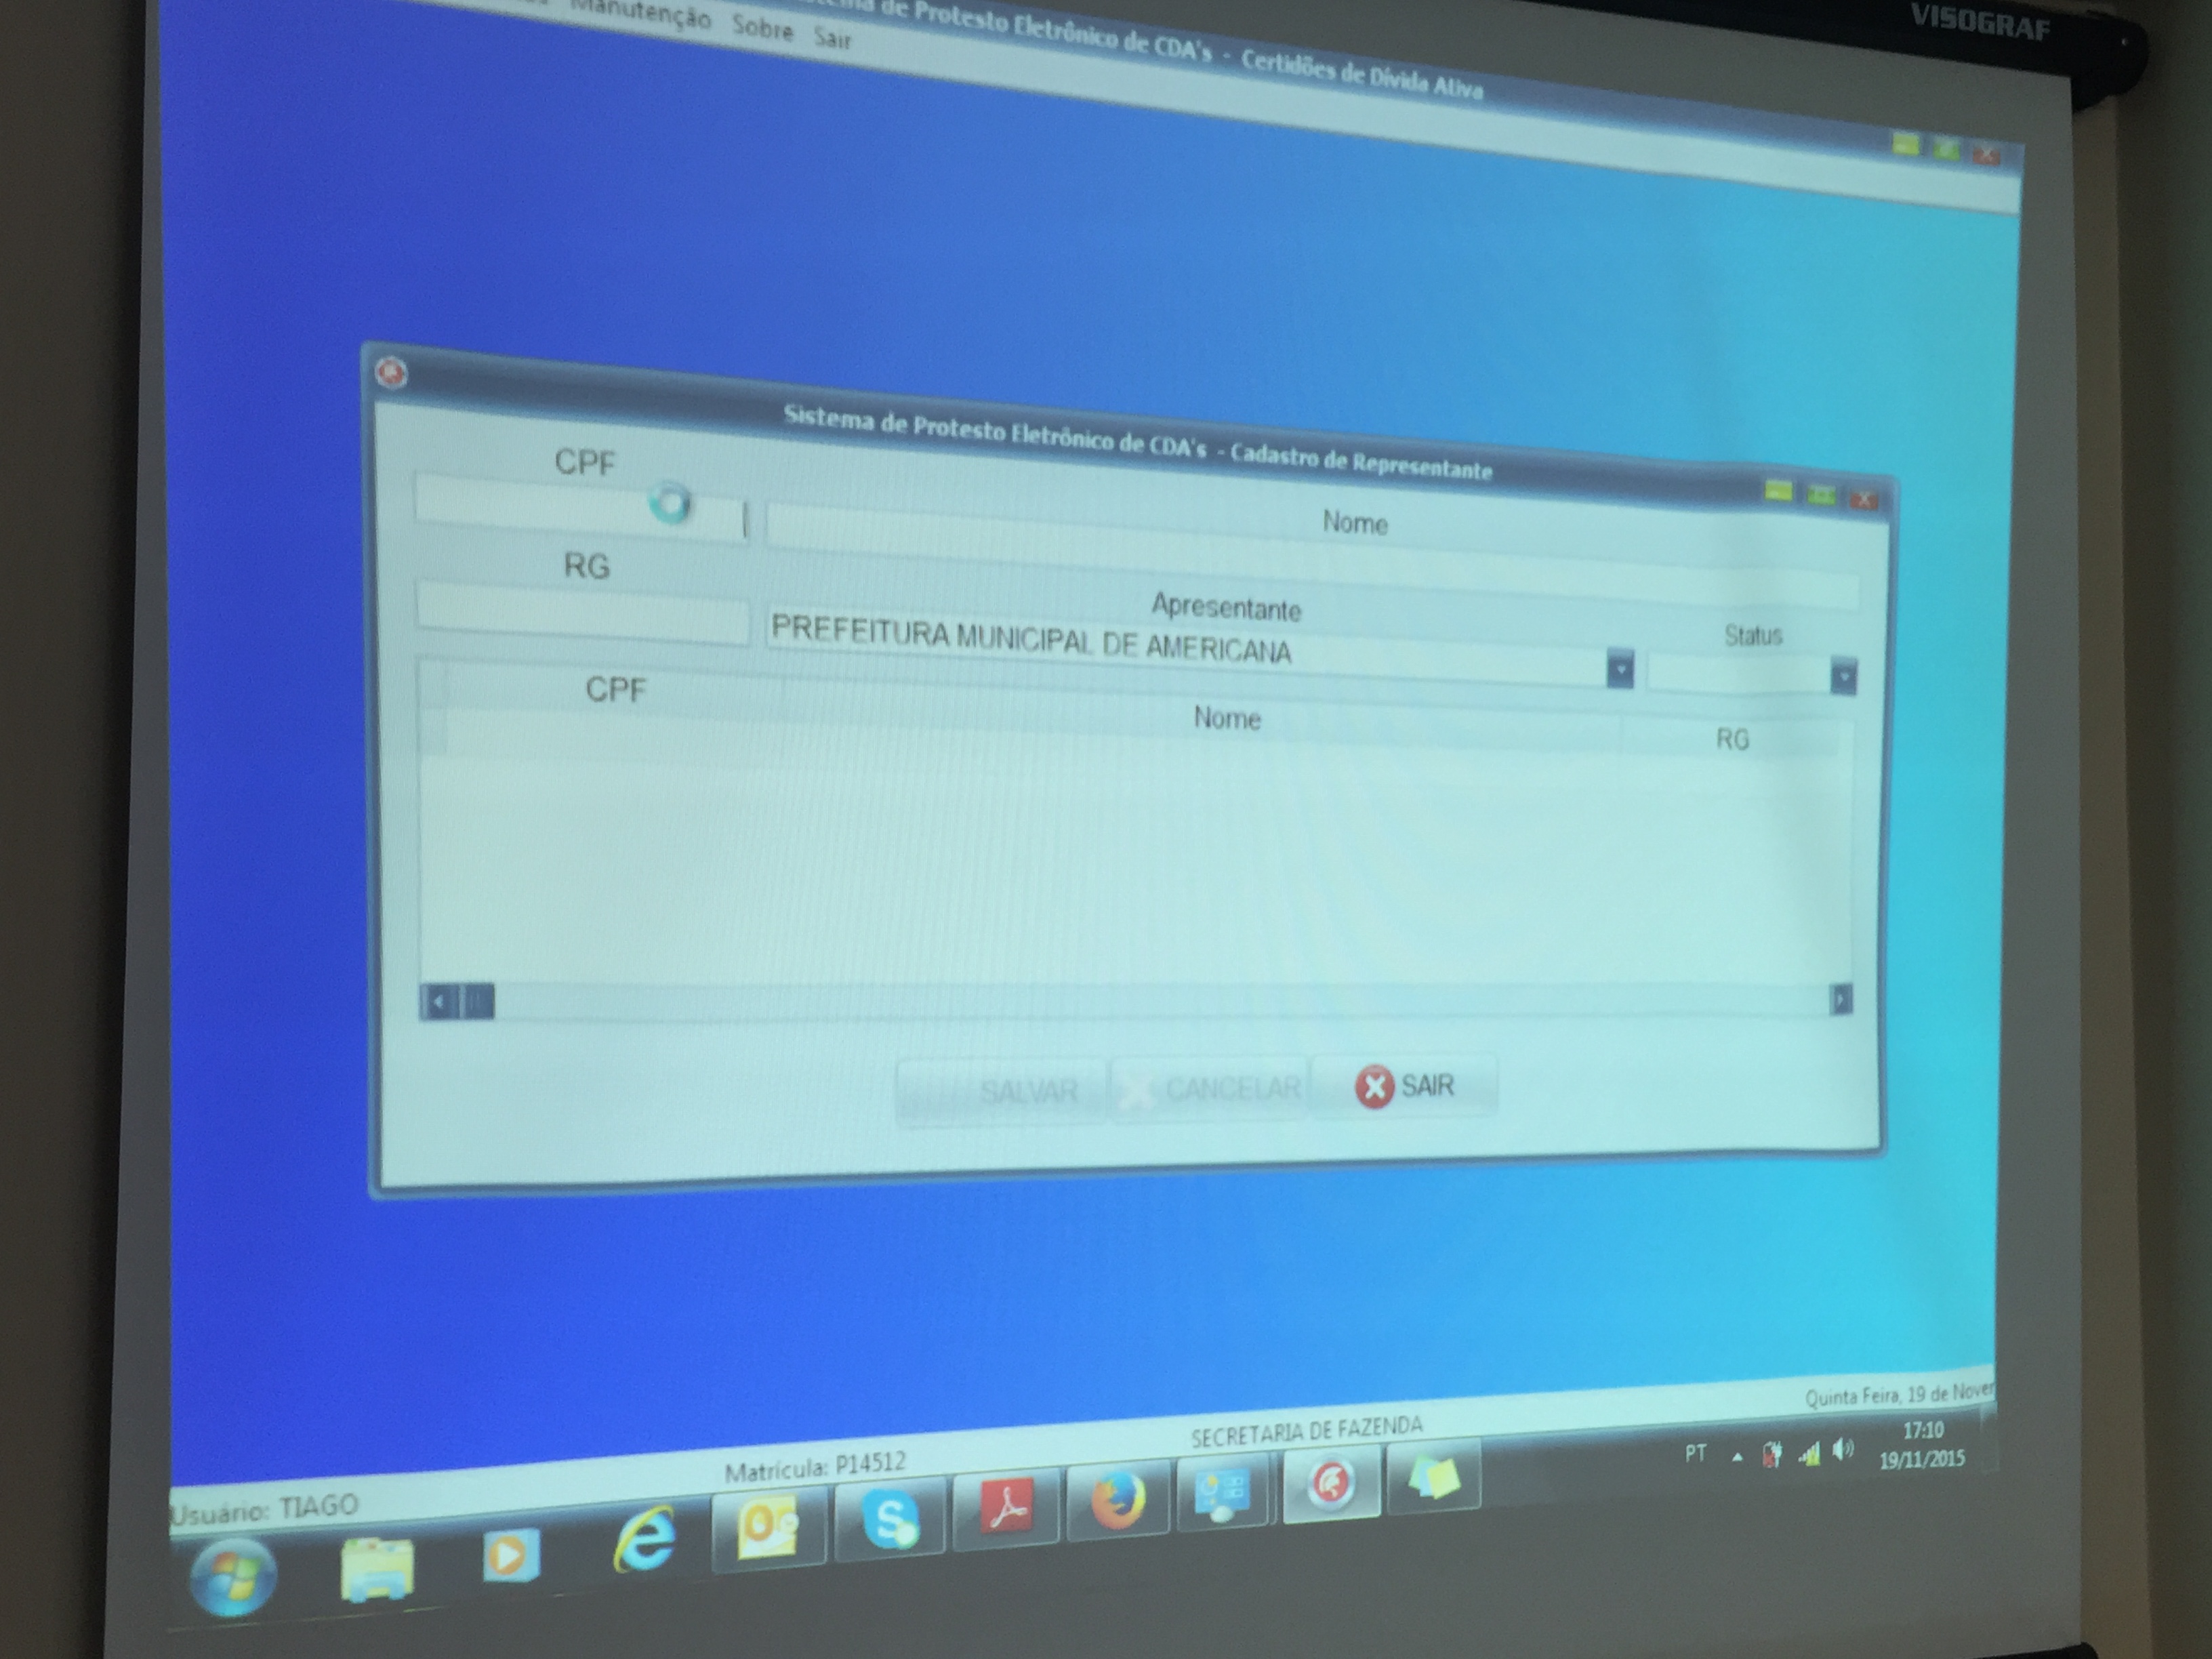 VISOGRAF
de Protesto Eletrônico de CDA's - Certidões de Dívida Ativa
Manutenção Sobre Sair
Sistema de Protesto Eletrônico de CDA's - Cadastro de Representante
CPF
Nome
RG
Apresentante
Status
PREFEITURA MUNICIPAL DE AMERICANA
CPF
Nome
RG
SALVAR
CANCELAR
SAIR
Usuário: TIAGO
Matrícula: P14512
SECRETARIA DE FAZENDA
Quinta Feira, 19 de Nover
PT
17:10
19/11/2015